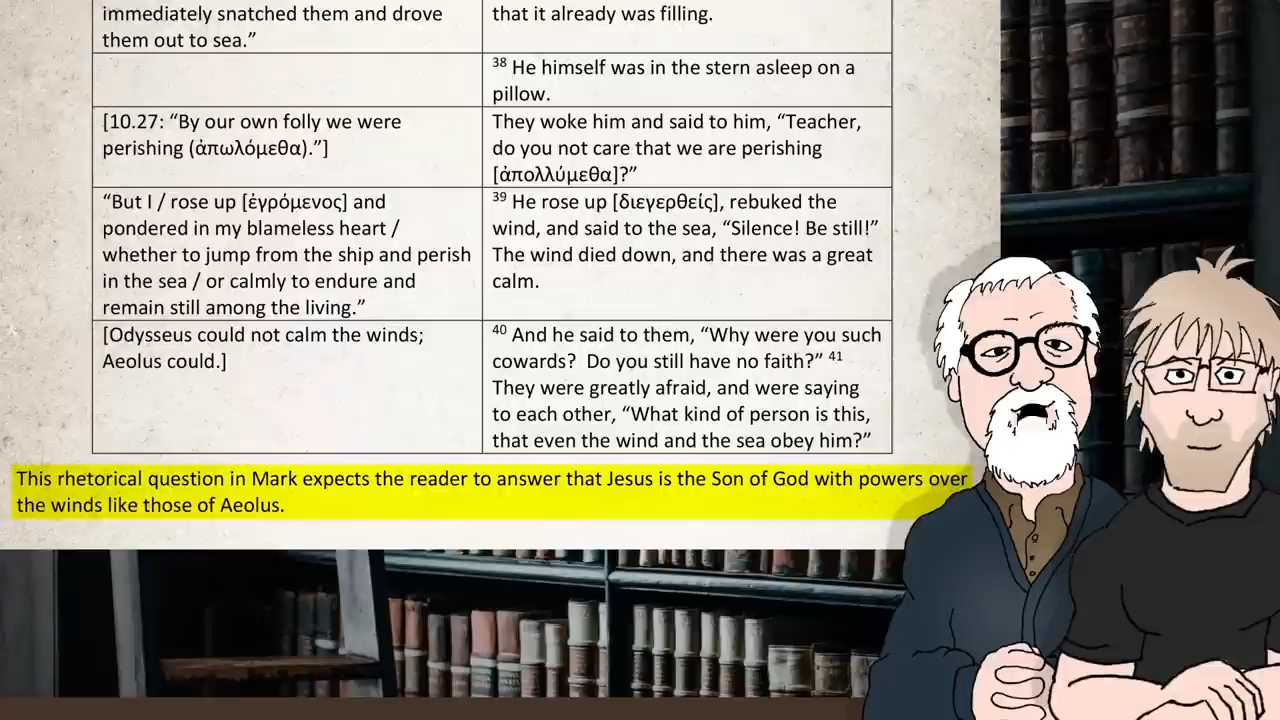 immediately snatched them and drove
them out to sea.”
that it already was filling.
38 He himself was in the stern asleep on a
pillow.
[10.27: “By our own folly we were
perishing (ἀπωλόμεθα).”]
They woke him and said to him, “Teacher,
do you not care that we are perishing
[ἀπολλύμεθα]?”
“But I / rose up [ἐγρόμενος] and
pondered in my blameless heart /
whether to jump from the ship and perish
in the sea / or calmly to endure and
remain still among the living.”
39 He rose up [διεγερθείς], rebuked the
wind, and said to the sea, “Silence! Be still!”
The wind died down, and there was a great
calm.
[Odysseus could not calm the winds;
Aeolus could.]
40 And he said to them, “Why were you such
cowards?  Do you still have no faith?” 41
They were greatly afraid, and were saying
to each other, “What kind of person is this,
that even the wind and the sea obey him?”
This rhetorical question in Mark expects the reader to answer that Jesus is the Son of God with powers over
the winds like those of Aeolus.